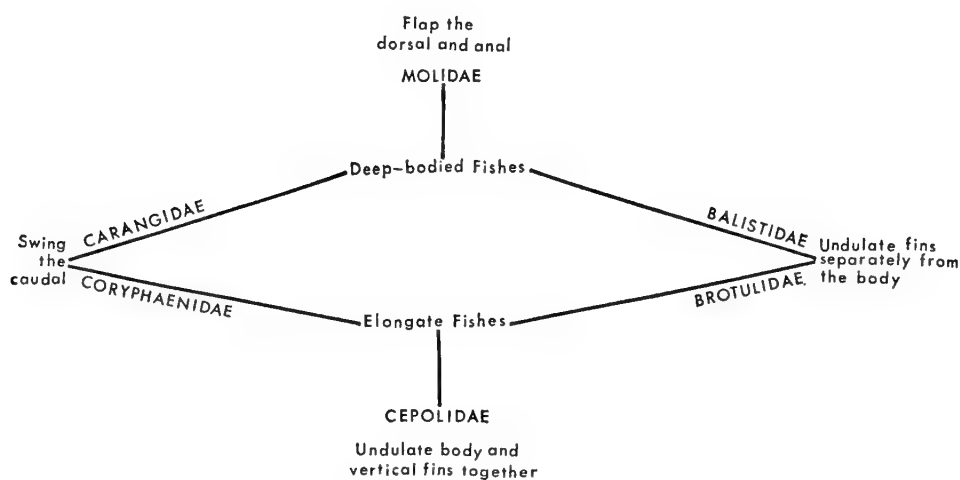 Flap the
dorsal and anal
MOLIDAE
Deep-bodied Fishes
CARANGIDAE
BALISTIDAE
Swing
the
caudal
Undulate fins
separately from
the body
CORYPHAENIDAE
BROTULIDAE
Elongate Fishes
CEPOLIDAE
Undulate body and
vertical fins together